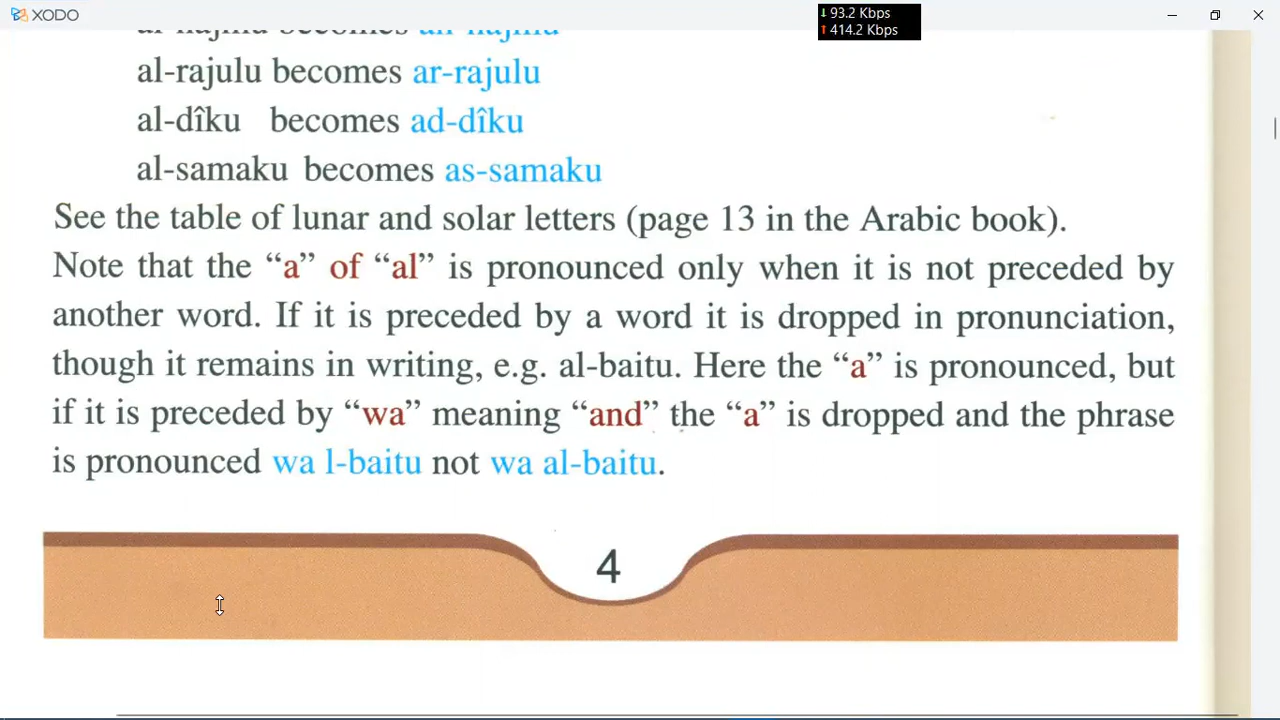 XODO
↓ 93.2 Kbps
↑ 414.2 Kbps
becomes
al-rajulu becomes ar-rajulu
al-dîku becomes ad-dîku
al-samaku becomes as-samaku
See the table of lunar and solar letters (page 13 in the Arabic book).
Note that the “a” of “al” is pronounced only when it is not preceded by
another word. If it is preceded by a word it is dropped in pronunciation,
though it remains in writing, e.g. al-baitu. Here the “a” is pronounced, but
if it is preceded by “wa” meaning “and” the “a” is dropped and the phrase
is pronounced wa l-baitu not wa al-baitu.
4